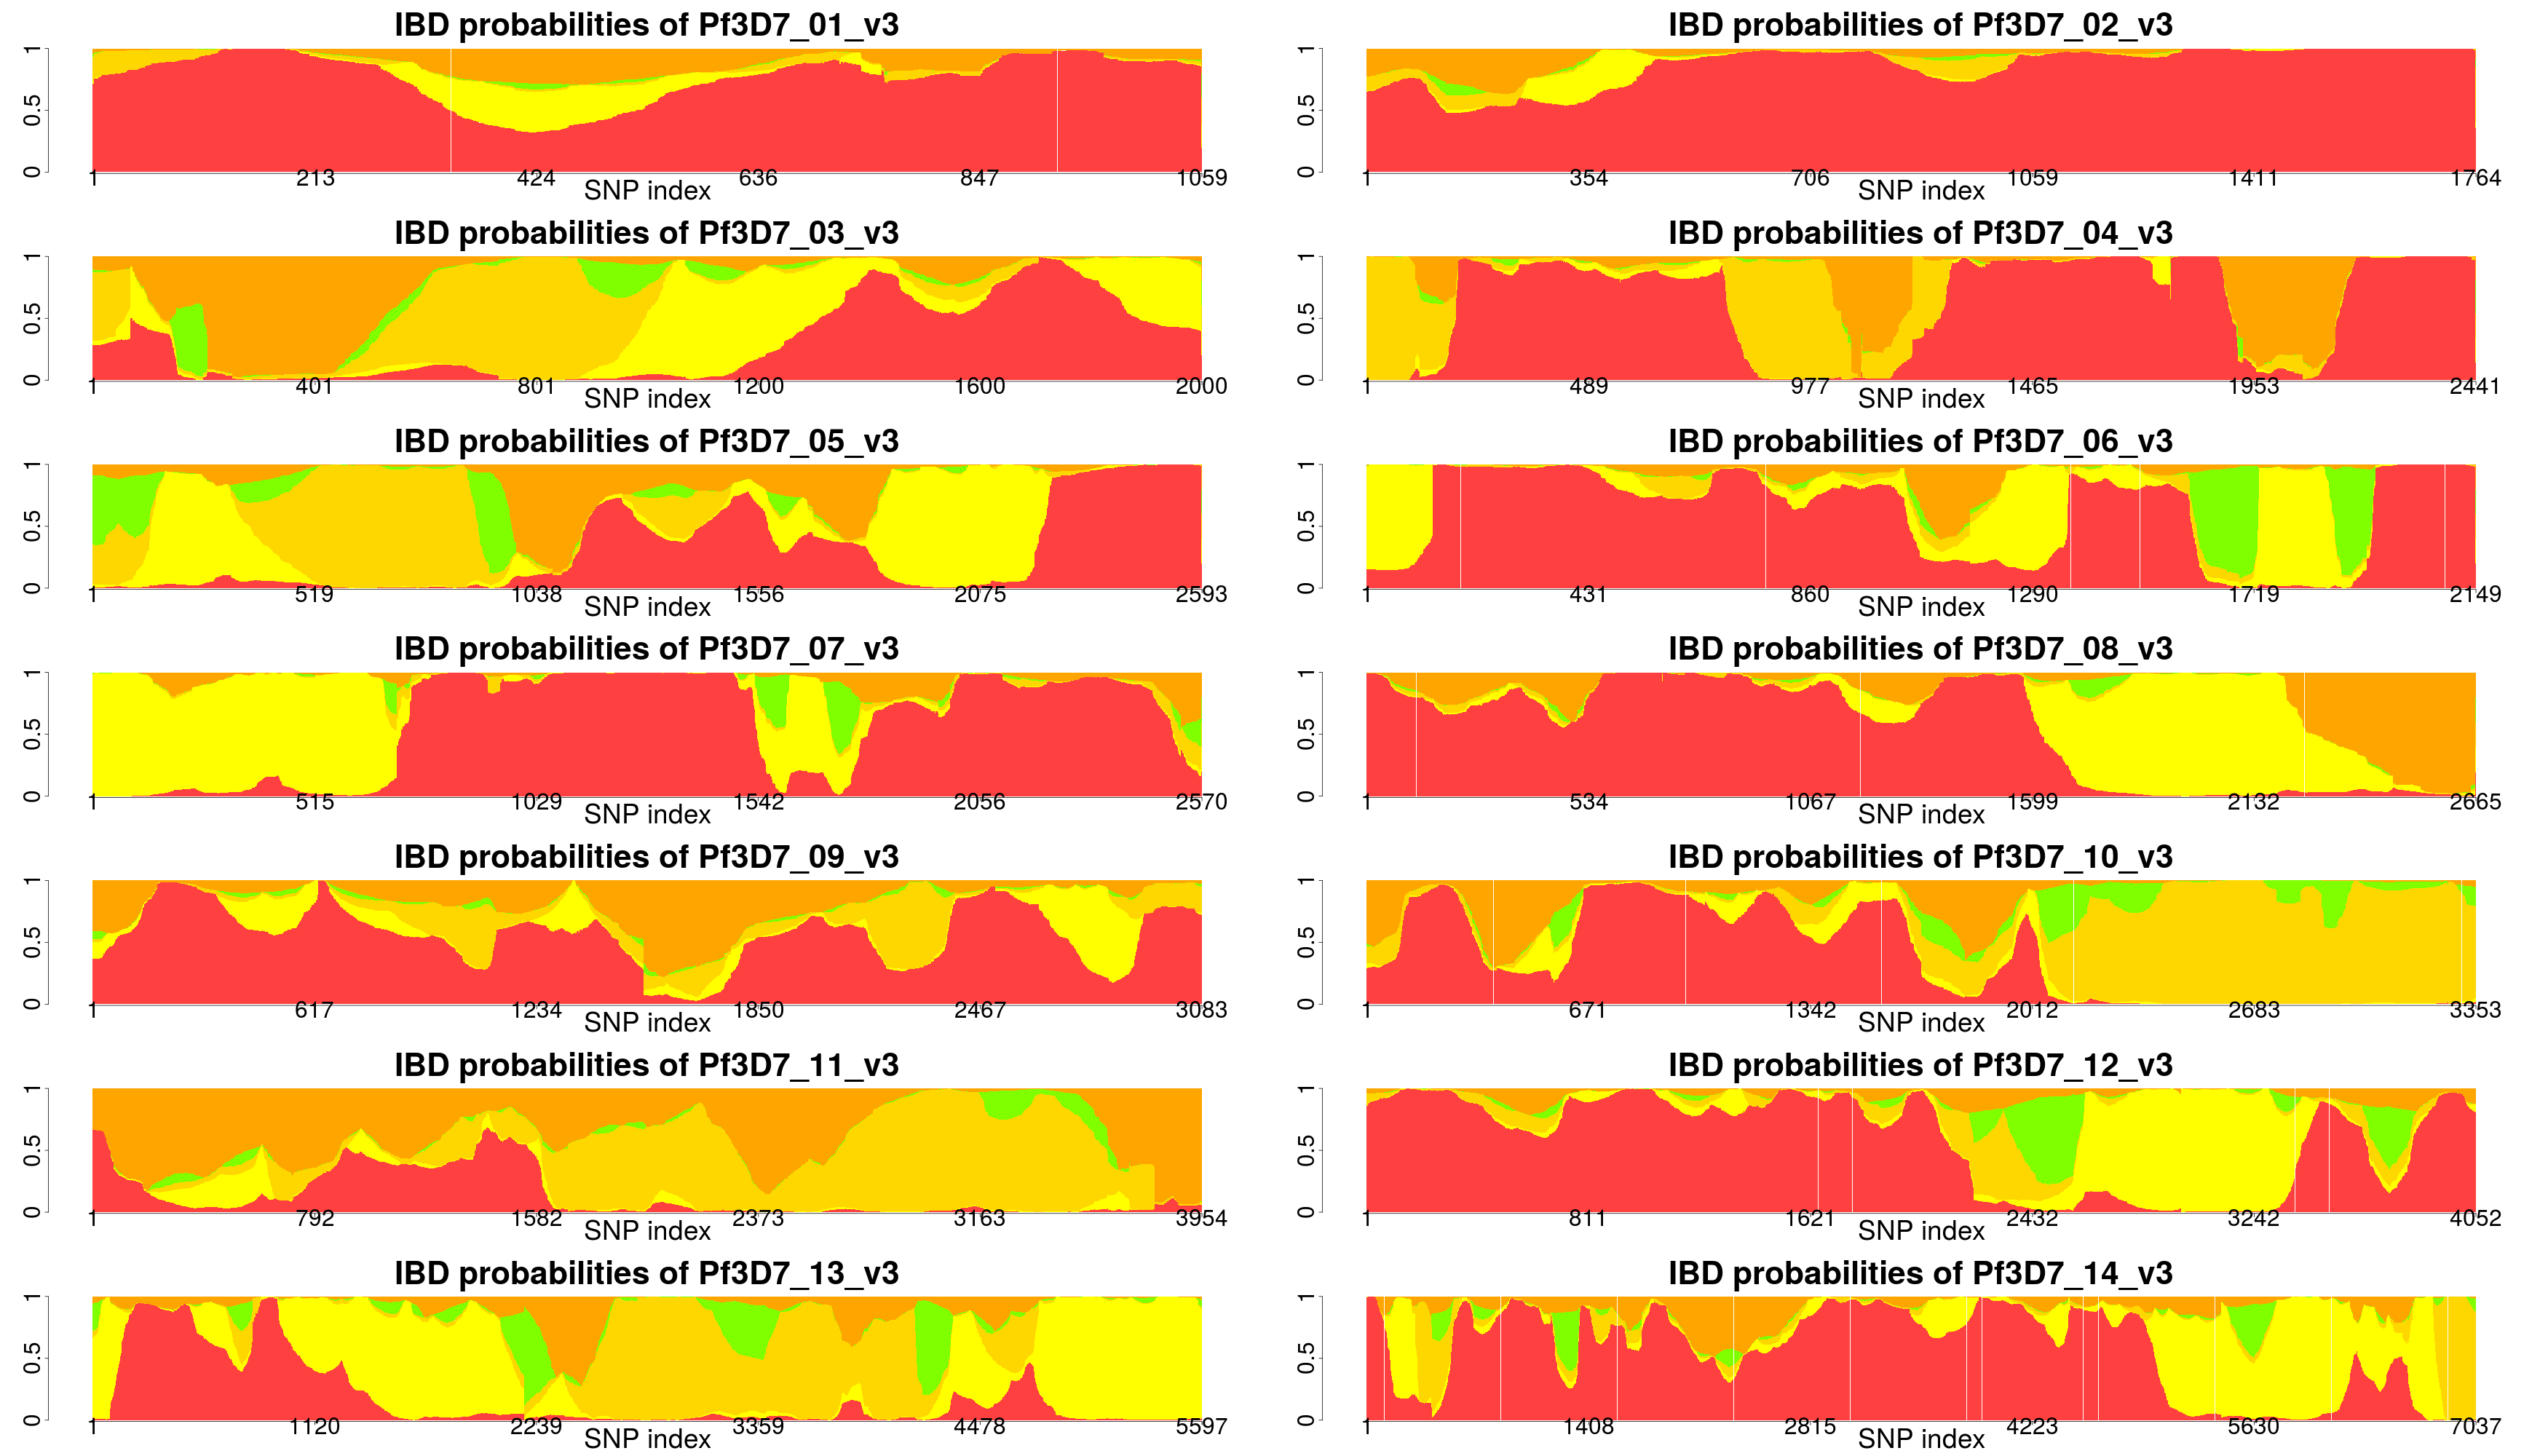 IBD probabilities of Pf3D7_01_v3
0 0.5 1
1 213 424 636 847 1059
SNP index
IBD probabilities of Pf3D7_02_v3
0 0.5 1
1 354 706 1059 1411 1764
SNP index
IBD probabilities of Pf3D7_03_v3
0 0.5 1
1 401 801 1200 1600 2000
SNP index
IBD probabilities of Pf3D7_04_v3
0 0.5 1
1 489 977 1465 1953 2441
SNP index
IBD probabilities of Pf3D7_05_v3
0 0.5 1
1 519 1038 1556 2075 2593
SNP index
IBD probabilities of Pf3D7_06_v3
0 0.5 1
1 431 860 1290 1719 2149
SNP index
IBD probabilities of Pf3D7_07_v3
0 0.5 1
1 515 1029 1542 2056 2570
SNP index
IBD probabilities of Pf3D7_08_v3
0 0.5 1
1 534 1067 1599 2132 2665
SNP index
IBD probabilities of Pf3D7_09_v3
0 0.5 1
1 617 1234 1850 2467 3083
SNP index
IBD probabilities of Pf3D7_10_v3
0 0.5 1
1 671 1342 2012 2683 3353
SNP index
IBD probabilities of Pf3D7_11_v3
0 0.5 1
1 792 1582 2373 3163 3954
SNP index
IBD probabilities of Pf3D7_12_v3
0 0.5 1
1 811 1621 2432 3242 4052
SNP index
IBD probabilities of Pf3D7_13_v3
0 0.5 1
1 1120 2239 3359 4478 5597
SNP index
IBD probabilities of Pf3D7_14_v3
0 0.5 1
1 1408 2815 4223 5630 7037
SNP index